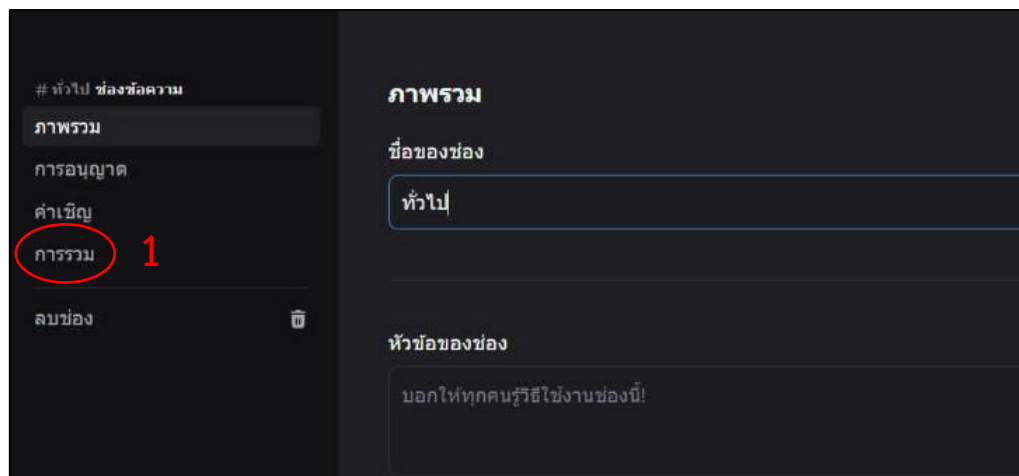 # ทั่วไป ช่องข้อความ
ภาพรวม
การอนุญาต
คำเชิญ
การรวม 1
ลบช่อง
ภาพรวม
ชื่อของช่อง
ทั่วไป
หัวข้อของช่อง
บอกให้ทุกคนรู้วิธีใช้งานช่องนี้!